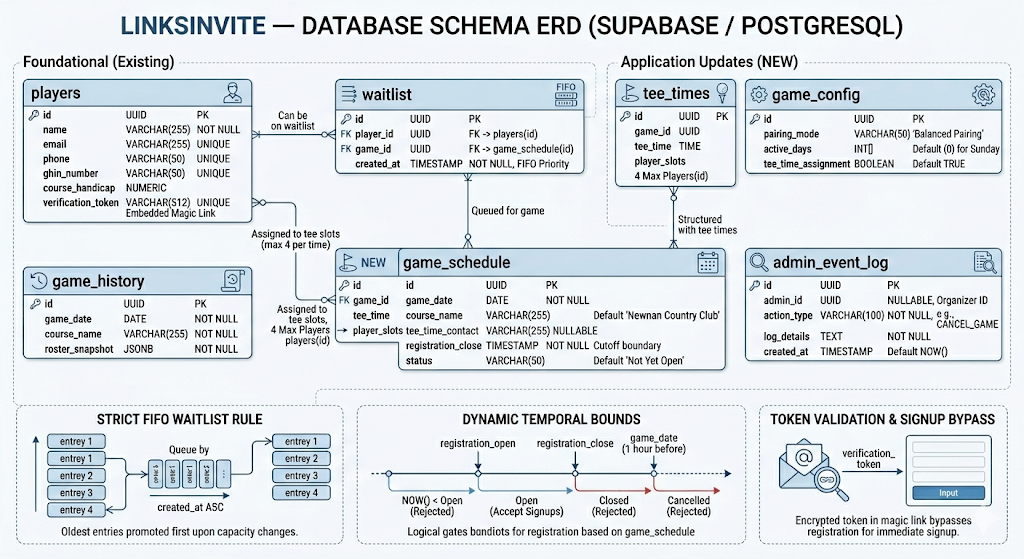 LINKSINVITE — DATABASE SCHEMA ERD (SUPABASE / POSTGRESQL)
Foundational (Existing)
players
id UUID PK
name VARCHAR(255) NOT NULL
email VARCHAR(255) UNIQUE
phone VARCHAR(50) UNIQUE
ghin_number VARCHAR(50) UNIQUE
course_handicap NUMERIC
verification_token VARCHAR(512) UNIQUE
Embedded Magic Link
Can be
on waitlist
waitlist
FIFO
id UUID PK
FK player_id UUID FK -> players(id)
FK game_id UUID FK -> game_schedule(id)
created_at TIMESTAMP NOT NULL, FIFO Priority
Application Updates (NEW)
tee_times
id UUID PK
game_id UUID
tee_time TIME
player_slots
4 Max Players(id)
game_config
id UUID PK
pairing_mode VARCHAR(50) 'Balanced Pairing'
active_days INT[] Default (0) for Sunday
tee_time_assignment BOOLEAN Default TRUE
Queued for game
Structured
with tee times
Assigned to tee slots
(max 4 per time)
Assigned to
tee slots,
4 Max Players
players(id)
game_history
id UUID PK
game_date DATE NOT NULL
course_name VARCHAR(255) NOT NULL
roster_snapshot JSONB NOT NULL
NEW game_schedule
id id UUID PK
FK game_id game_date DATE NOT NULL
tee_time course_name VARCHAR(255) Default 'Newnan Country Club'
player_slots tee_time_contact VARCHAR(255) NULLABLE
registration_close TIMESTAMP NOT NULL Cutoff boundary
status VARCHAR(50) Default 'Not Yet Open'
admin_event_log
id UUID PK
admin_id UUID NULLABLE, Organizer ID
action_type VARCHAR(100) NOT NULL, e.g.,
CANCEL_GAME
log_details TEXT NOT NULL
created_at TIMESTAMP Default NOW()
STRICT FIFO WAITLIST RULE
entrey 1
entrey 1
entrey 2
entrey 3
entrey 4
Queue by
created_at ASC
entrey 1
entrey 2
entrey 3
entrey 4
Oldest entries promoted first upon capacity changes.
DYNAMIC TEMPORAL BOUNDS
registration_open
registration_close
game_date
(1 hour before)
NOW() < Open
(Rejected)
Open
(Accept Signups)
Closed
(Rejected)
Cancelled
(Rejected)
Logical gates bondiots for registration based on game_schedule
TOKEN VALIDATION & SIGNUP BYPASS
@
verification_
token
Input
Encrypted token in magic link bypasses
registration for immediate signup.